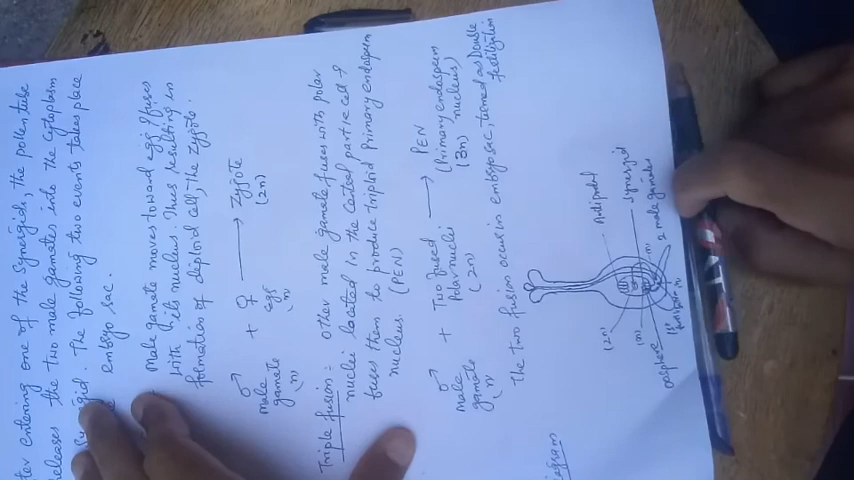 ter entering one of the synergids, the pollen tube
releases the two male gametes into the cytoplasm
synergid. The following two events takes place
embryo sac.
Male gamete moves toward egg & fuses
with its nucleus. Thus resulting in
formation of diploid cell, the zygote.
♂ + ♀ → Zygote
Male gamete egg (2n)
(n) n
Triple fusion = Other male gamete fuses with polar
nuclei located in the central part of cell &
fuses them to produce triploid Primary endosperm
nucleus. (PEN)
♂ + Two fused → PEN
Male Polar nuclei (Primary endosperm
gamete (2n) nucleus)
(n) (3n)
The two fusion occurs in embryo sac, termed as Double
fertilization
Antipodal
synergid
2 male gametes
(2n)
(n)
(n)
oosphere